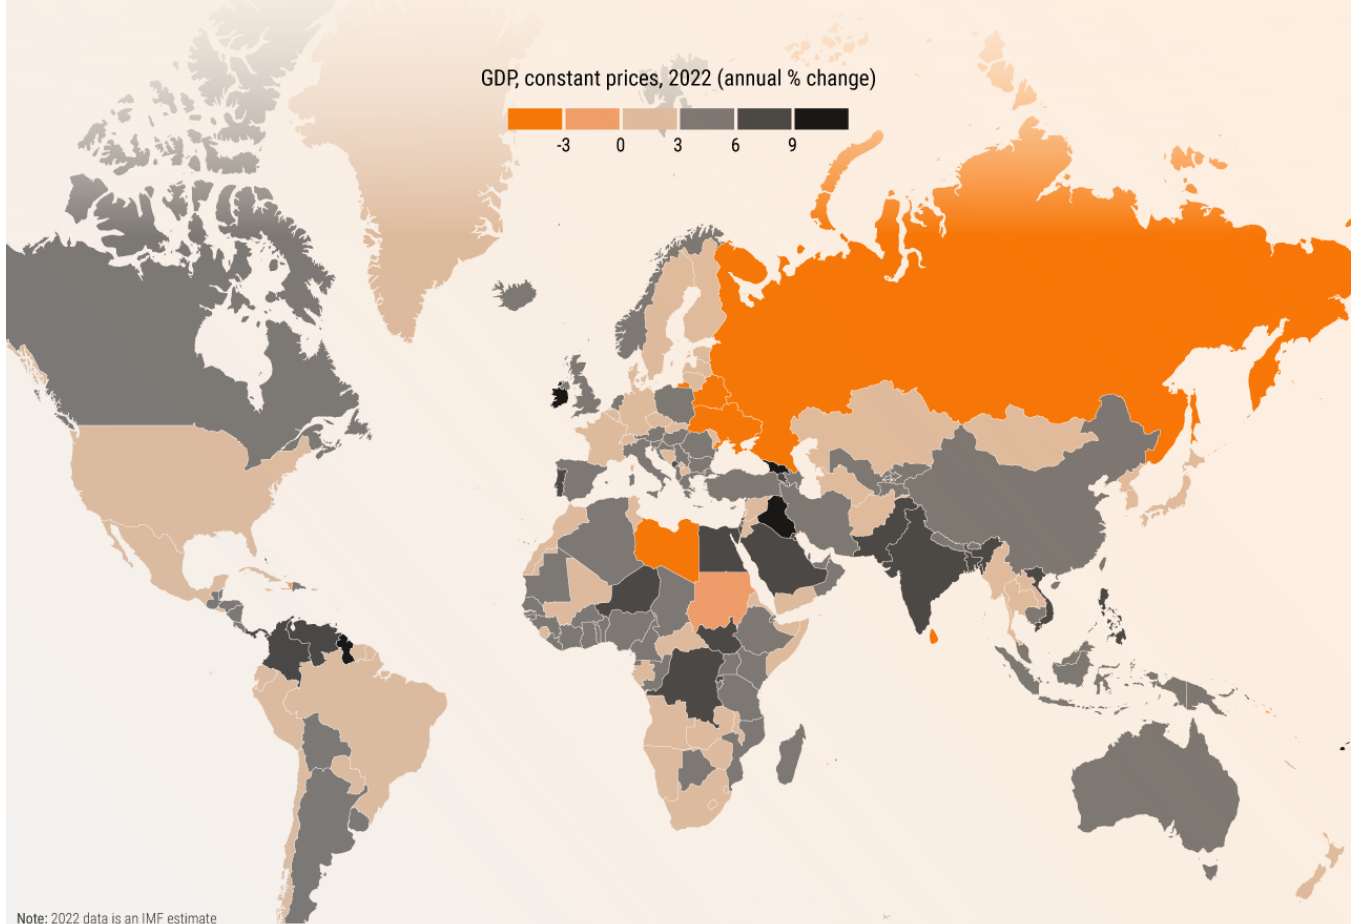 GDP, constant prices, 2022 (annual % change)
-3 0 3 6 9
Note: 2022 data is an IMF estimate